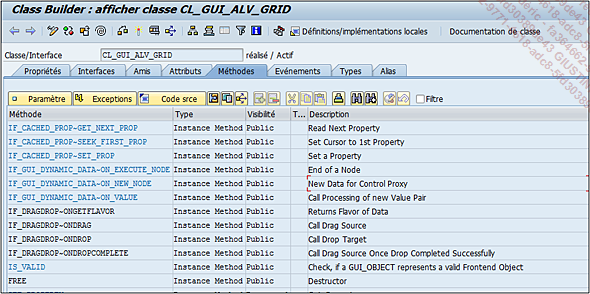 Class Builder : afficher classe CL_GUI_ALV_GRID
Définitions/implémentations locales Documentation de classe
Classe/Interface CL_GUI_ALV_GRID réalisé / Actif
Propriétés Interfaces Amis Attributs Méthodes Evénements Types Alias
Paramètre Exceptions Code srce Filtre
Méthode Type Visibilité T... Description
IF_CACHED_PROP~GET_NEXT_PROP Instance Method Public Read Next Property
IF_CACHED_PROP~SEEK_FIRST_PROP Instance Method Public Set Cursor to 1st Property
IF_CACHED_PROP~SET_PROP Instance Method Public Set a Property
IF_GUI_DYNAMIC_DATA~ON_EXECUTE_NODE Instance Method Public End of a Node
IF_GUI_DYNAMIC_DATA~ON_NEW_NODE Instance Method Public New Data for Control Proxy
IF_GUI_DYNAMIC_DATA~ON_VALUE Instance Method Public Call Processing of new Value Pair
IF_DRAGDROP~ONGETFLAVOR Instance Method Public Returns Flavor of Data
IF_DRAGDROP~ONDRAG Instance Method Public Call Drag Source
IF_DRAGDROP~ONDROP Instance Method Public Call Drop Target
IF_DRAGDROP~ONDROPCOMPLETE Instance Method Public Call Drag Source Once Drop Completed Successfully
IS_VALID Instance Method Public Check, if a GUI_OBJECT represents a valid Frontend Object
FREE Instance Method Public Destructor